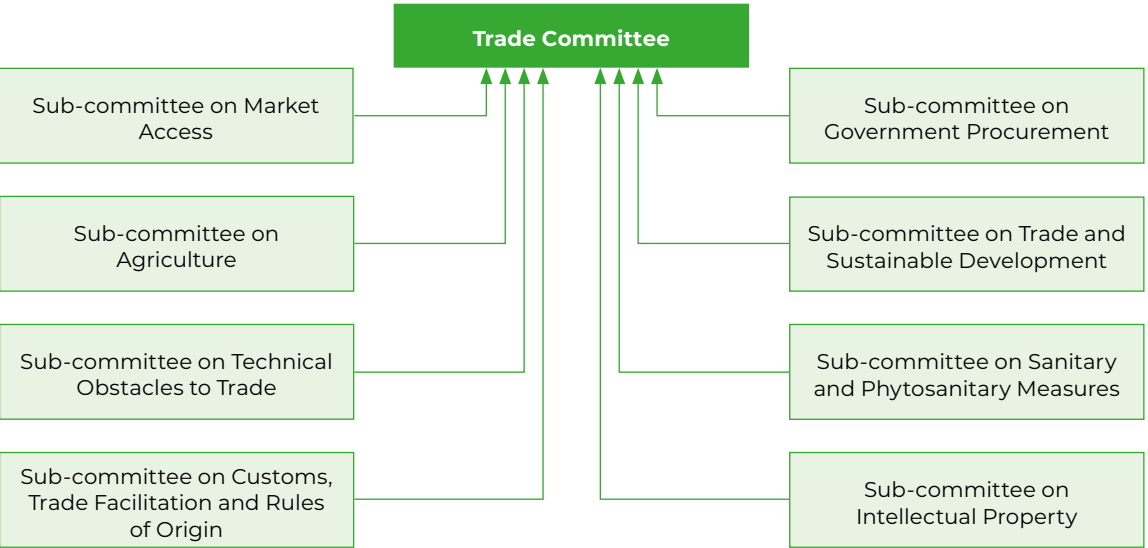 Trade Committee
Sub-committee on Market
Access
Sub-committee on
Agriculture
Sub-committee on Technical
Obstacles to Trade
Sub-committee on Customs,
Trade Facilitation and Rules
of Origin
Sub-committee on
Government Procurement
Sub-committee on Trade and
Sustainable Development
Sub-committee on Sanitary
and Phytosanitary Measures
Sub-committee on
Intellectual Property